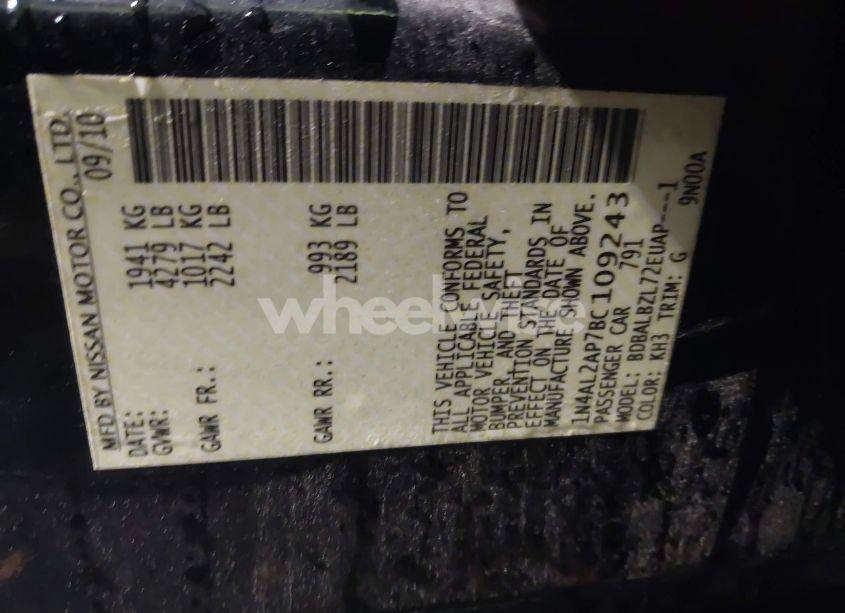 MFD BY NISSAN MOTOR CO., LTD.
DATE: 09/10
GVWR: 1941 KG
4279 LB
GAWR FR.: 1017 KG
2242 LB
GAWR RR.: 993 KG
2189 LB
THIS VEHICLE CONFORMS TO
ALL APPLICABLE FEDERAL
MOTOR VEHICLE SAFETY,
BUMPER, AND THEFT
PREVENTION STANDARDS IN
EFFECT ON THE DATE OF
MANUFACTURE SHOWN ABOVE.
1N4AL2AP7BC109243
PASSENGER CAR 791
MODEL: BDBALBZL72EUAP---1
COLOR: KH3 TRIM: G
9N00A